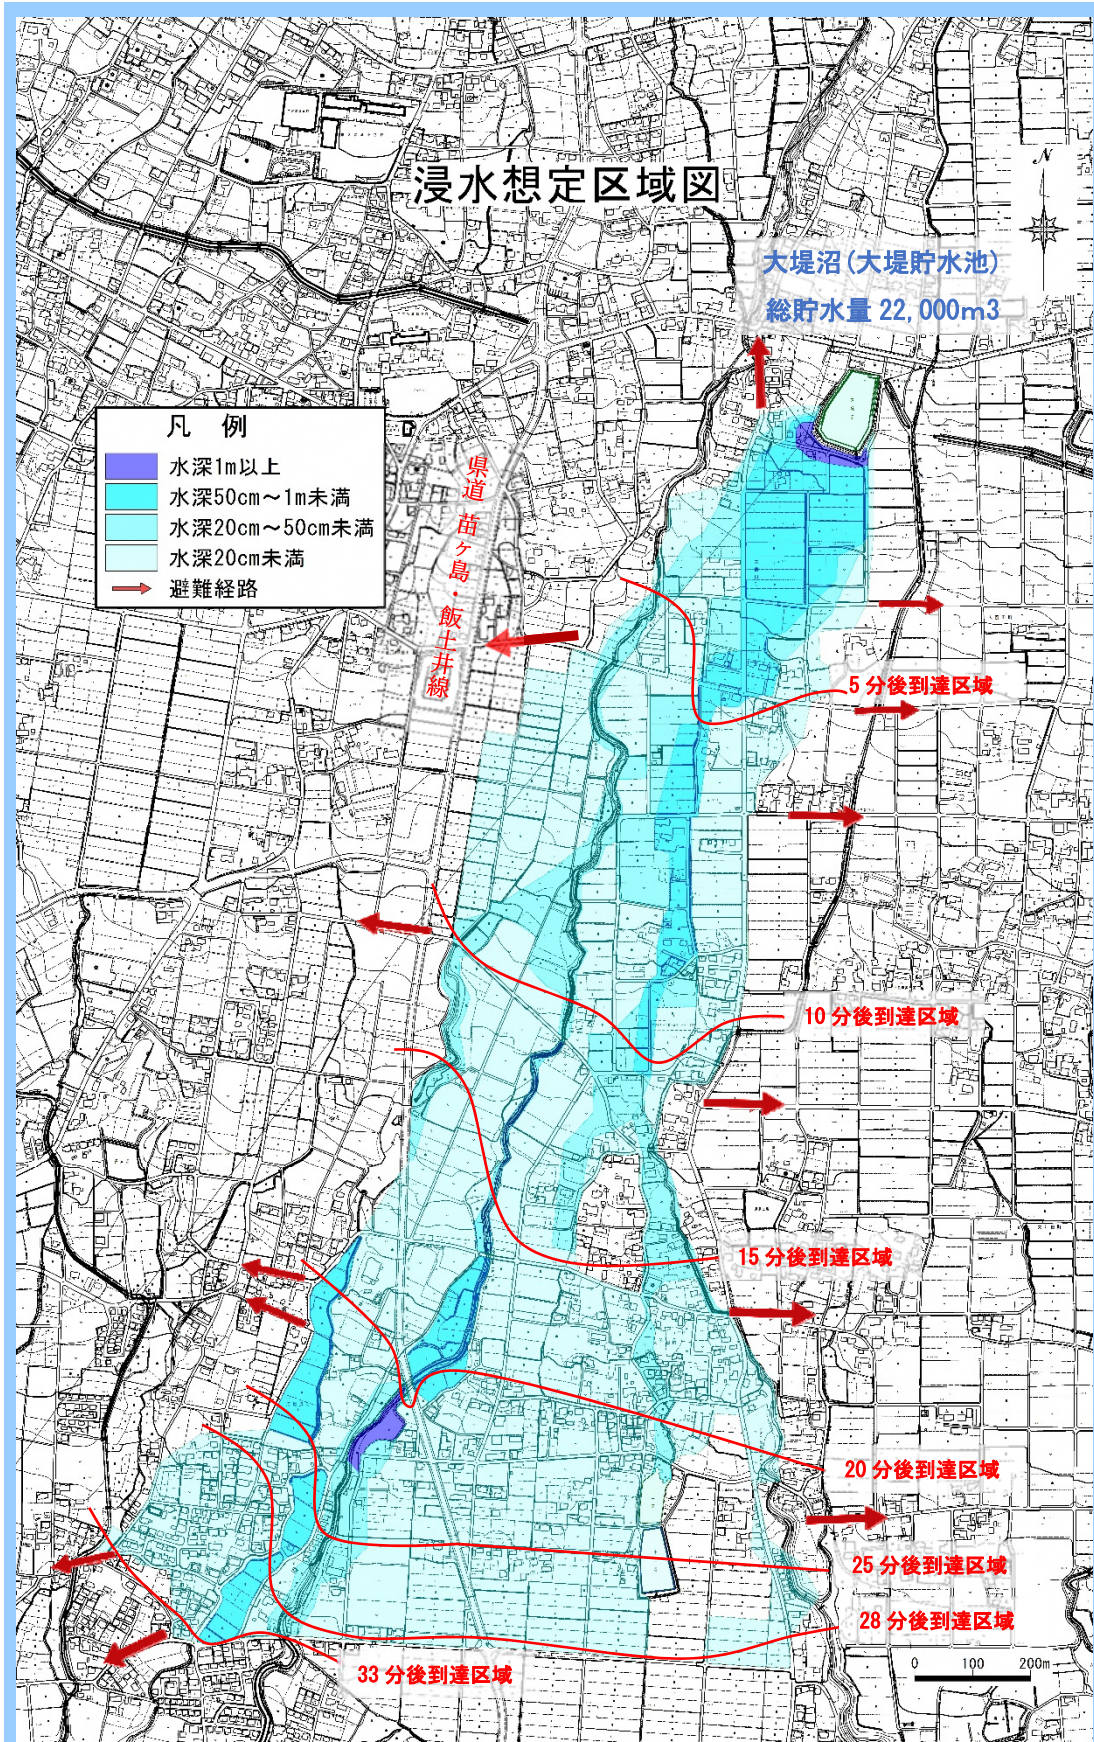 浸水想定区域図
N
大堤沼(大堤貯水池)
総貯水量 22,000m3
凡 例
水深1m以上
水深50cm～1m未満
水深20cm～50cm未満
水深20cm未満
避難経路
県道 苗ヶ島・飯土井線
5分後到達区域
10分後到達区域
15分後到達区域
20分後到達区域
25分後到達区域
28分後到達区域
33分後到達区域
0 100 200m